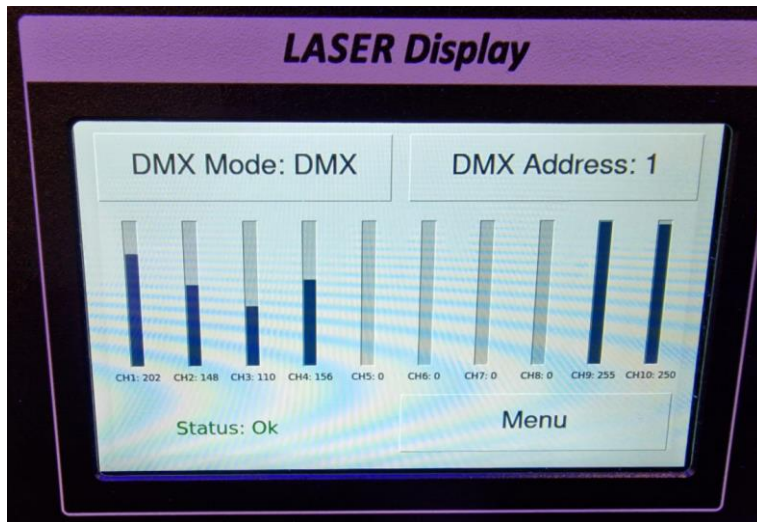 LASER Display
DMX Mode: DMX DMX Address: 1
CH1: 202 CH2: 148 CH3: 110 CH4: 156 CH5: 0 CH6: 0 CH7: 0 CH8: 0 CH9: 255 CH10: 250
Status: Ok Menu